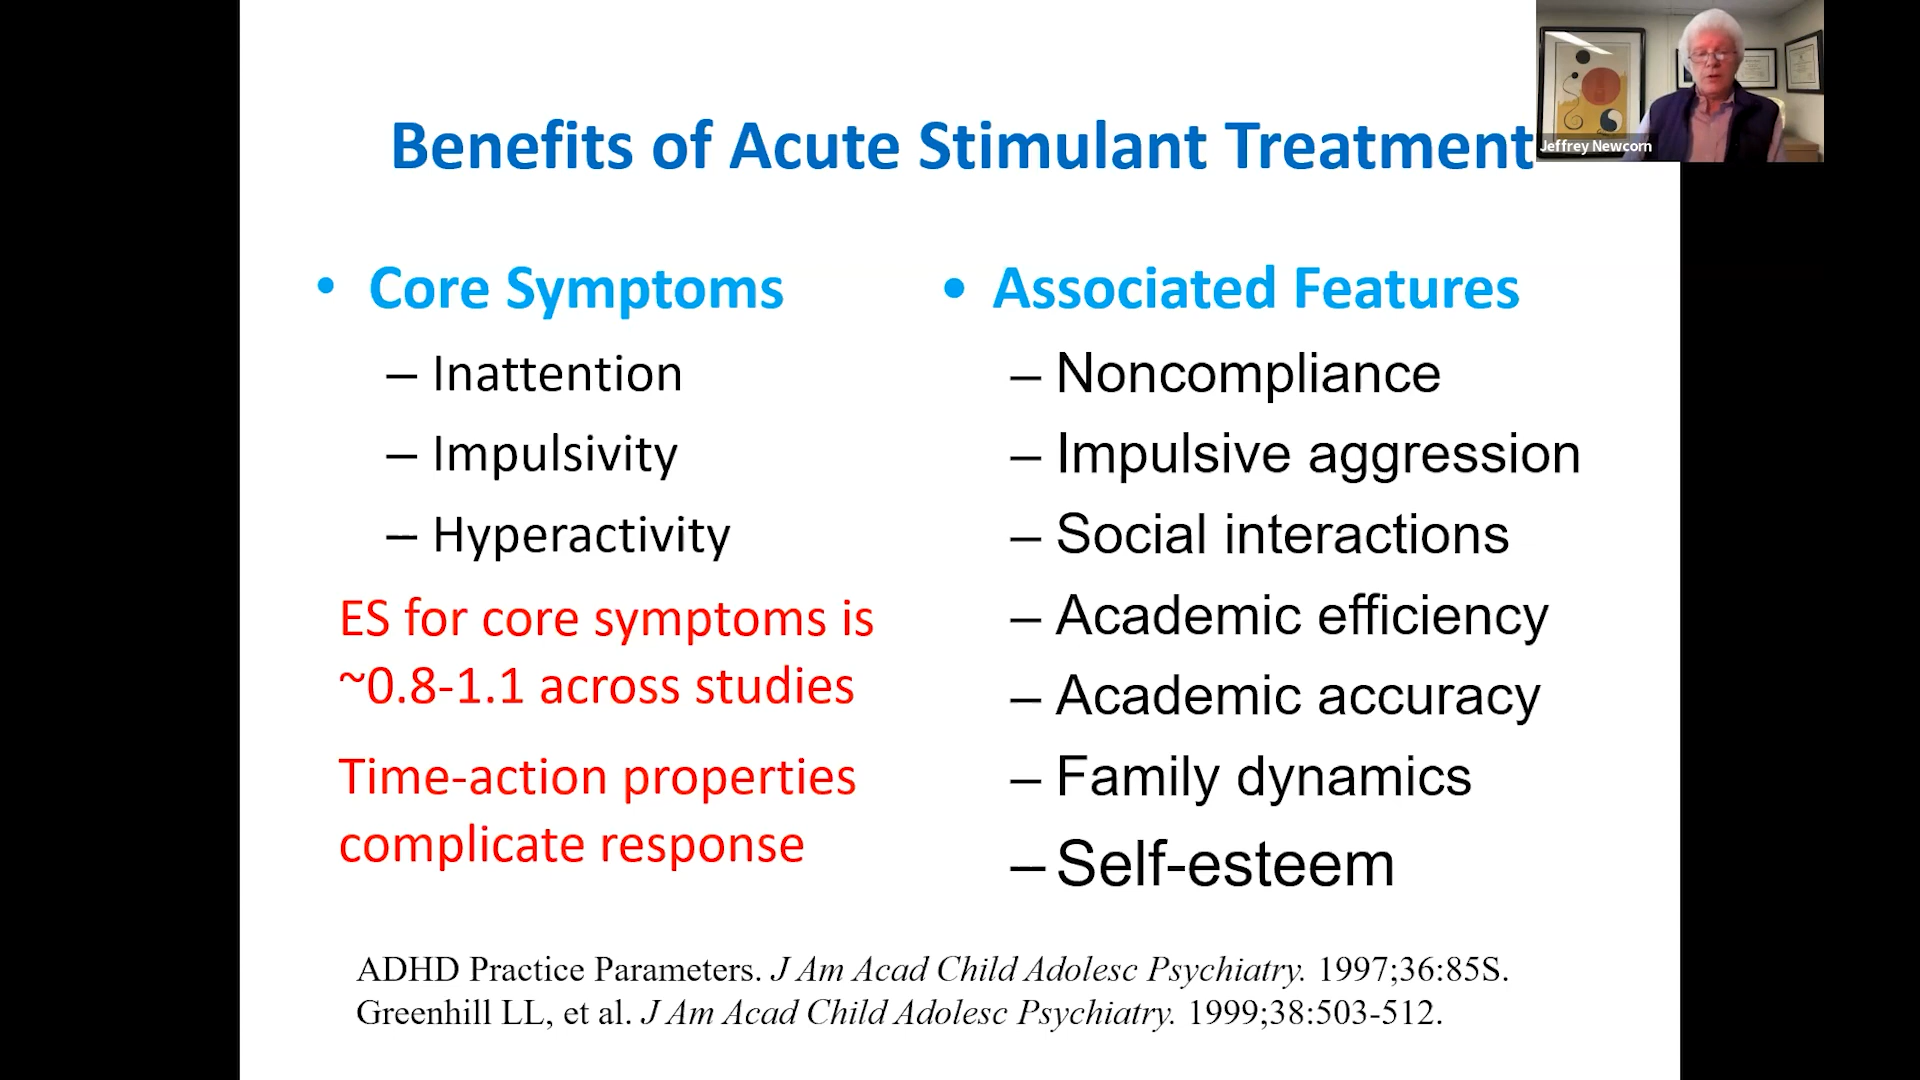 Benefits of Acute Stimulant Treatment
Jeffrey Newcorn
• Core Symptoms
– Inattention
– Impulsivity
– Hyperactivity
ES for core symptoms is
~0.8-1.1 across studies
Time-action properties
complicate response
• Associated Features
– Noncompliance
– Impulsive aggression
– Social interactions
– Academic efficiency
– Academic accuracy
– Family dynamics
– Self-esteem
ADHD Practice Parameters. J Am Acad Child Adolesc Psychiatry. 1997;36:85S.
Greenhill LL, et al. J Am Acad Child Adolesc Psychiatry. 1999;38:503-512.